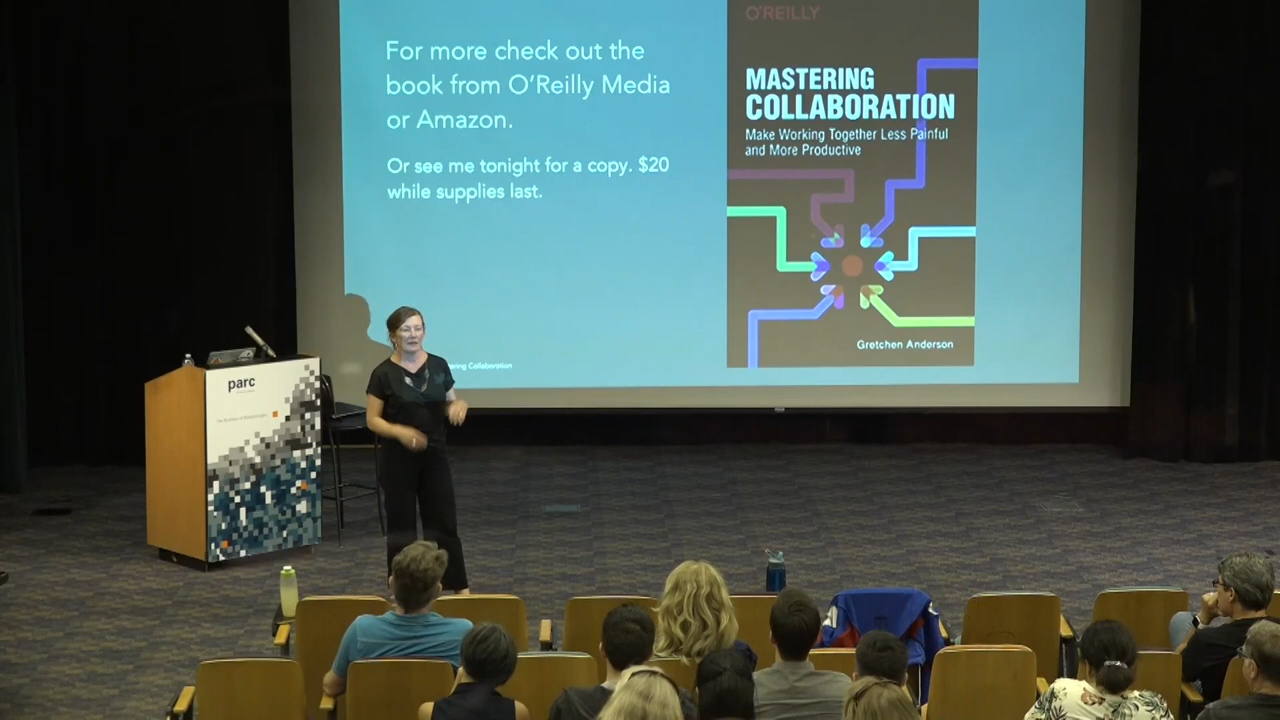 For more check out the
book from O'Reilly Media
or Amazon.
Or see me tonight for a copy. $20
while supplies last.
O'REILLY
MASTERING
COLLABORATION
Make Working Together Less Painful
and More Productive
Gretchen Anderson
Collaboration
parc